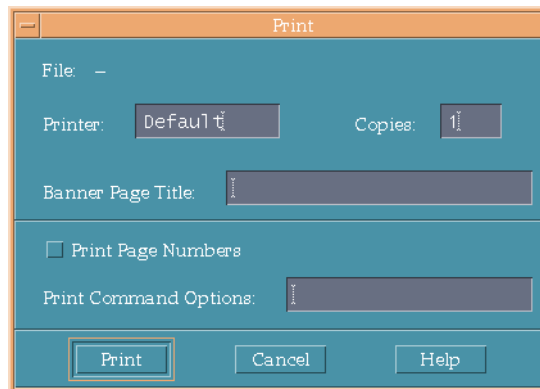 Print
File: –
Printer: Default Copies: 1
Banner Page Title:
Print Page Numbers
Print Command Options:
Print Cancel Help